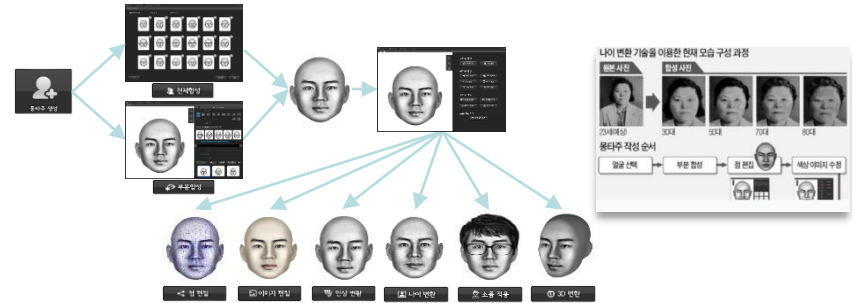 몽타주 생성
전체합성
부분합성
점 편집
이미지 편집
인상 변환
나이 변환
소품 적용
3D 변환
나이 변환 기술을 이용한 현재 모습 구성 과정
원본 사진
합성 사진
23세(예상)
30대
50대
70대
80대
몽타주 작성 순서
얼굴 선택
부분 합성
점 편집
색상 이미지 수정